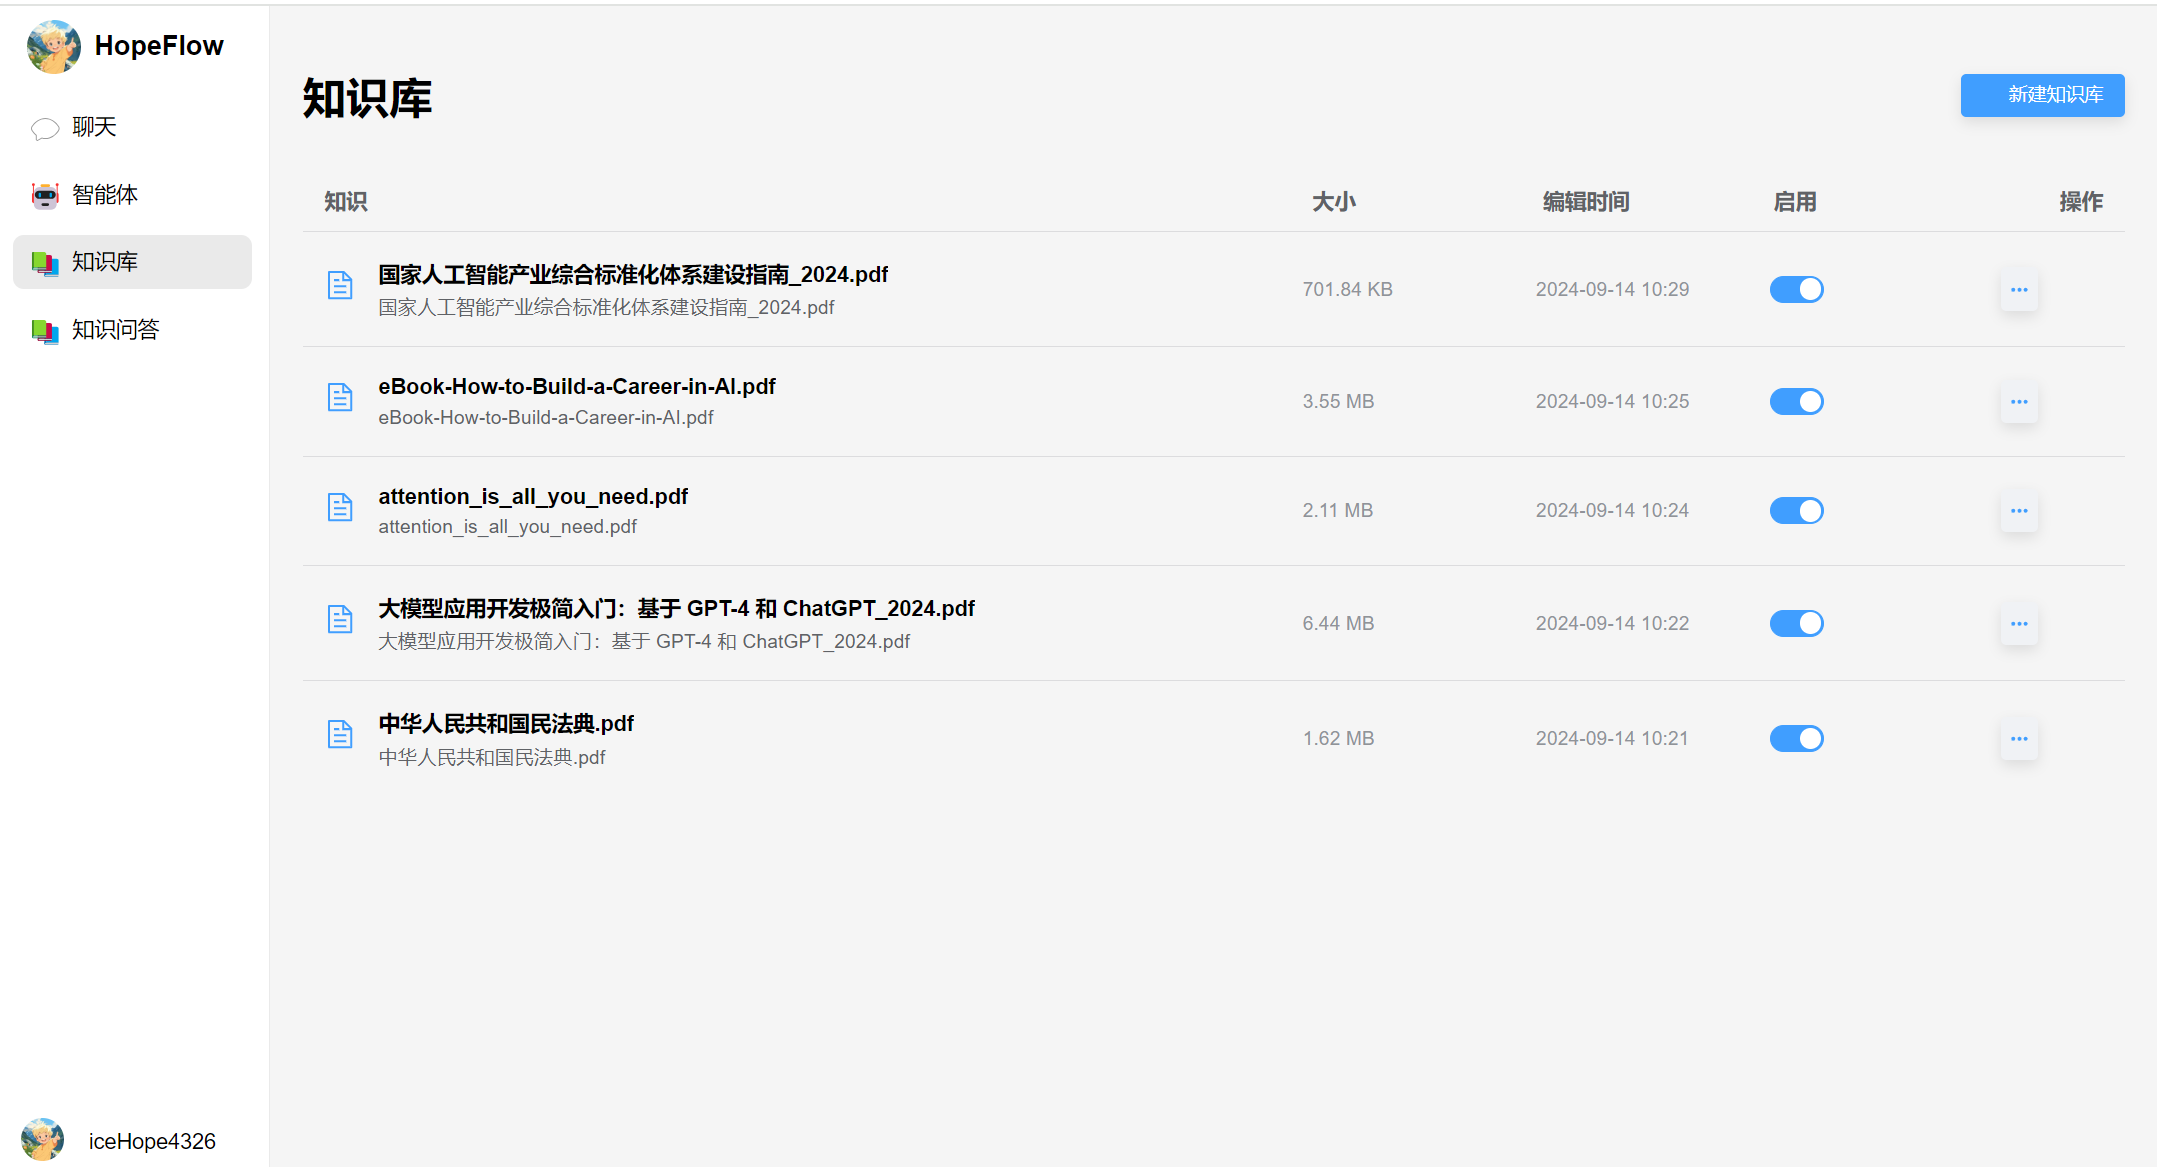 HopeFlow
聊天
智能体
知识库
知识问答
iceHope4326
知识库
新建知识库
知识 大小 编辑时间 启用 操作
国家人工智能产业综合标准化体系建设指南_2024.pdf
国家人工智能产业综合标准化体系建设指南_2024.pdf
701.84 KB 2024-09-14 10:29
eBook-How-to-Build-a-Career-in-AI.pdf
eBook-How-to-Build-a-Career-in-AI.pdf
3.55 MB 2024-09-14 10:25
attention_is_all_you_need.pdf
attention_is_all_you_need.pdf
2.11 MB 2024-09-14 10:24
大模型应用开发极简入门：基于 GPT-4 和 ChatGPT_2024.pdf
大模型应用开发极简入门：基于 GPT-4 和 ChatGPT_2024.pdf
6.44 MB 2024-09-14 10:22
中华人民共和国民法典.pdf
中华人民共和国民法典.pdf
1.62 MB 2024-09-14 10:21